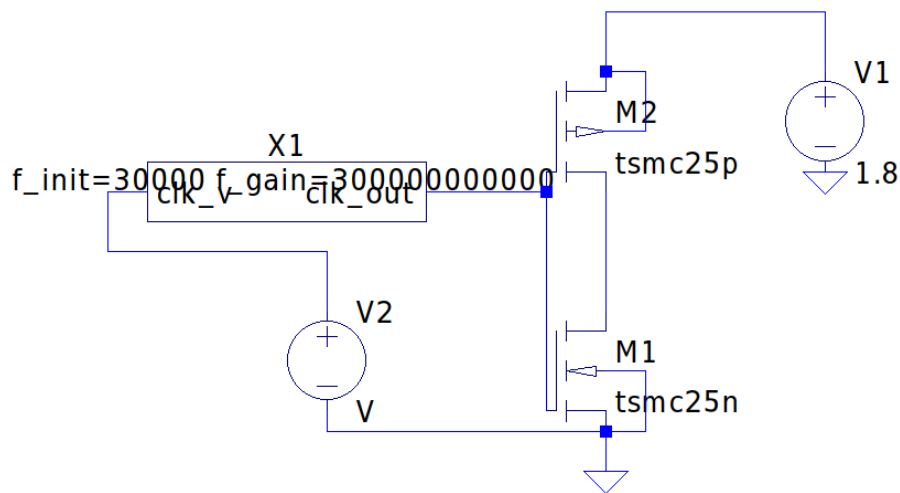 V1
M2
X1
tsmc25p
f_init=30000 f_gain=300000000000
1.8
clk_v clk_out
V2
M1
tsmc25n
V